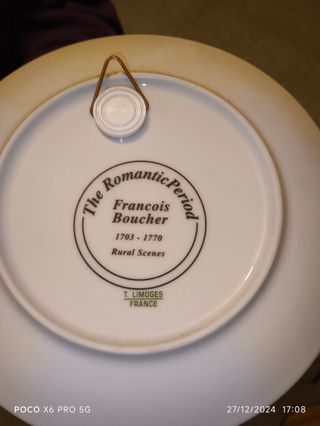 The Romantic Period
Francois
Boucher
1703 - 1770
Rural Scenes
T. LIMOGES
FRANCE
POCO X6 PRO 5G
27/12/2024 17:08